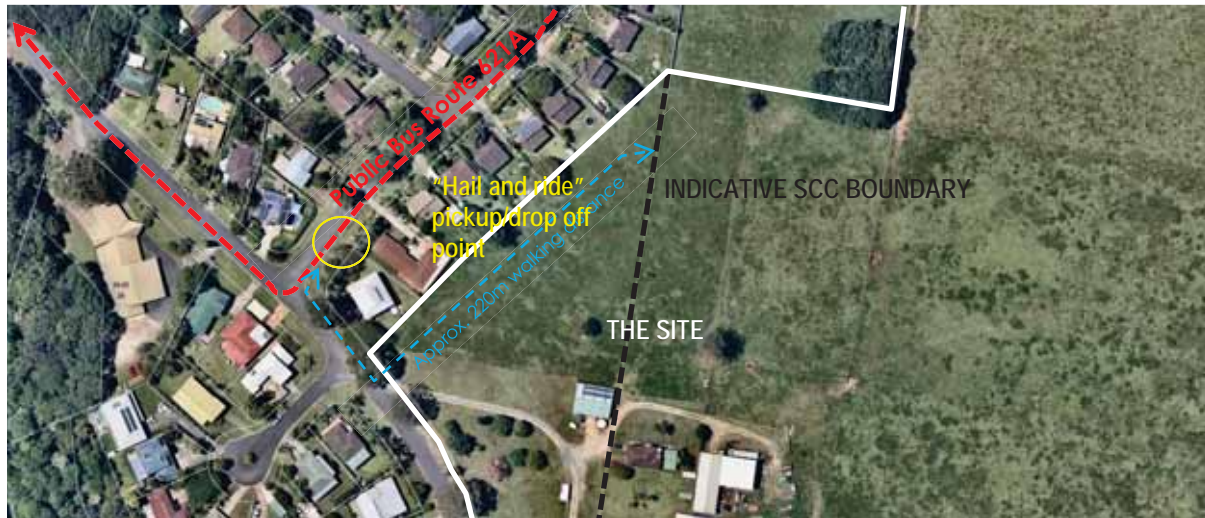 Public Bus Route 621A
"Hail and ride"
pickup/drop off
point
INDICATIVE SCC BOUNDARY
Approx. 220m walking distance
THE SITE